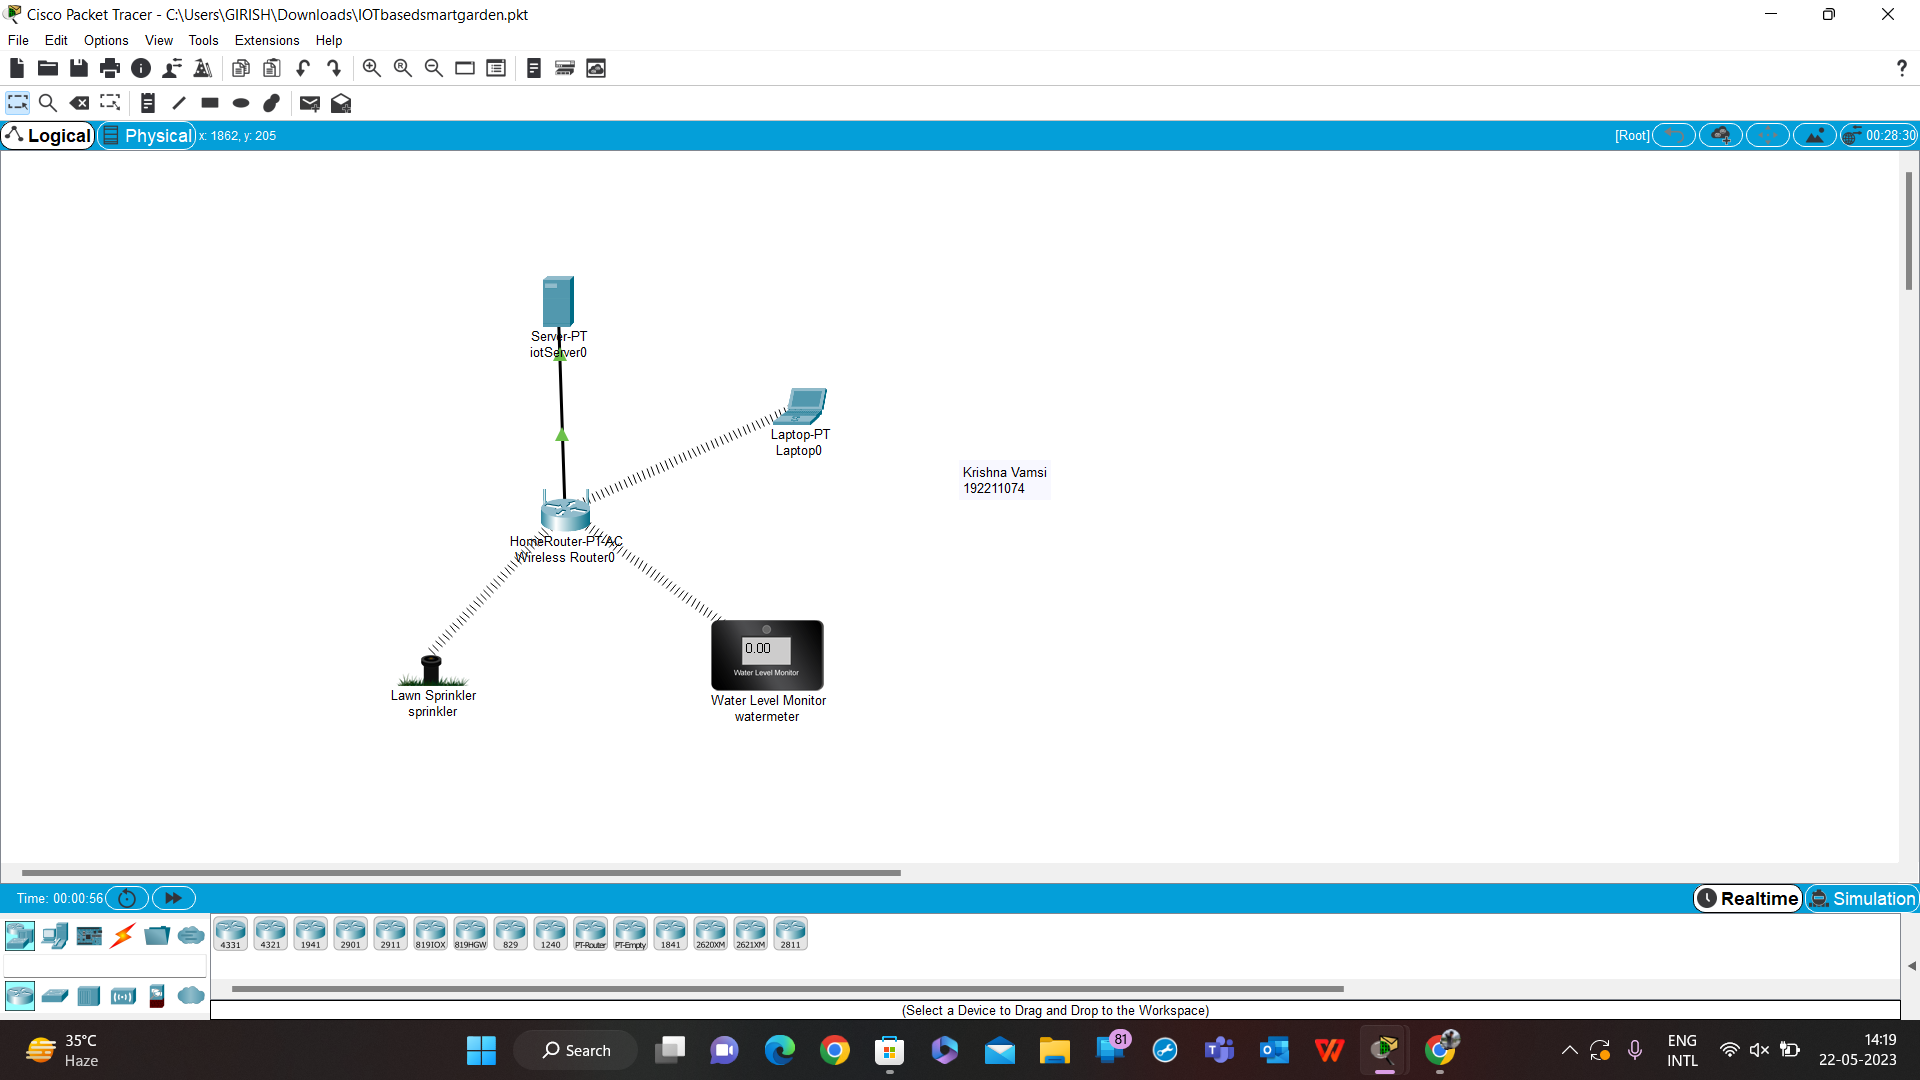 Cisco Packet Tracer - C:\Users\GIRISH\Downloads\IOTbasedsmartgarden.pkt
File Edit Options View Tools Extensions Help
?
Logical Physical x: 1862, y: 205 [Root] 00:28:30
Server-PT
iotServer0
Laptop-PT
Laptop0
Krishna Vamsi
192211074
HomeRouter-PT-AC
Wireless Router0
0.00
Water Level Monitor
Lawn Sprinkler
sprinkler
Water Level Monitor
watermeter
Time: 00:00:56 Realtime Simulation
4331 4321 1941 2901 2911 819IOX 819HGW 829 1240 PT-Router PT-Empty 1841 2620XM 2621XM 2811
(Select a Device to Drag and Drop to the Workspace)
35°C
Haze
Search
81
ENG
INTL
14:19
22-05-2023